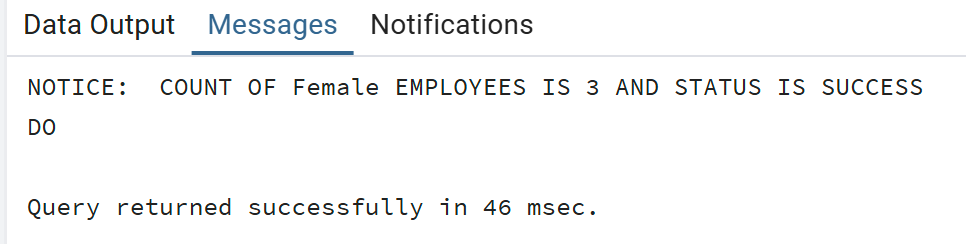 Data Output Messages Notifications
NOTICE:  COUNT OF Female EMPLOYEES IS 3 AND STATUS IS SUCCESS
DO
Query returned successfully in 46 msec.